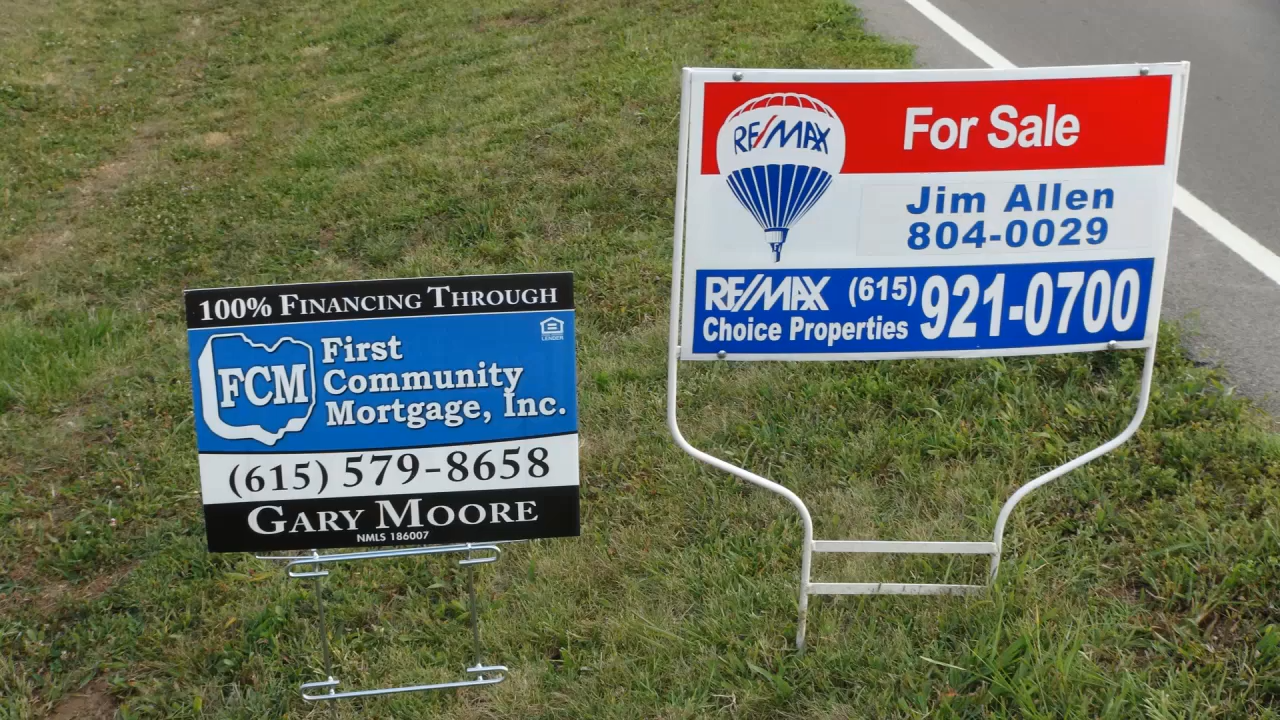 100% FINANCING THROUGH
LENDER
FCM
First
Community
Mortgage, Inc.
(615) 579-8658
GARY MOORE
NMLS 186007
RE/MAX
For Sale
Jim Allen
804-0029
RE/MAX (615) 921-0700
Choice Properties